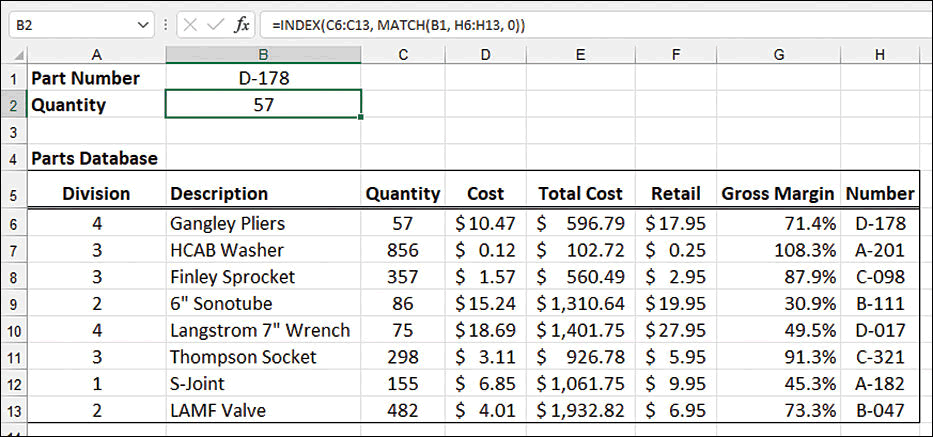 B2 fx =INDEX(C6:C13, MATCH(B1, H6:H13, 0))
A B C D E F G H
1 Part Number D-178
2 Quantity 57
3
4 Parts Database
5 Division Description Quantity Cost Total Cost Retail Gross Margin Number
6 4 Gangley Pliers 57 $10.47 $ 596.79 $17.95 71.4% D-178
7 3 HCAB Washer 856 $ 0.12 $ 102.72 $ 0.25 108.3% A-201
8 3 Finley Sprocket 357 $ 1.57 $ 560.49 $ 2.95 87.9% C-098
9 2 6" Sonotube 86 $15.24 $1,310.64 $19.95 30.9% B-111
10 4 Langstrom 7" Wrench 75 $18.69 $1,401.75 $27.95 49.5% D-017
11 3 Thompson Socket 298 $ 3.11 $ 926.78 $ 5.95 91.3% C-321
12 1 S-Joint 155 $ 6.85 $1,061.75 $ 9.95 45.3% A-182
13 2 LAMF Valve 482 $ 4.01 $1,932.82 $ 6.95 73.3% B-047